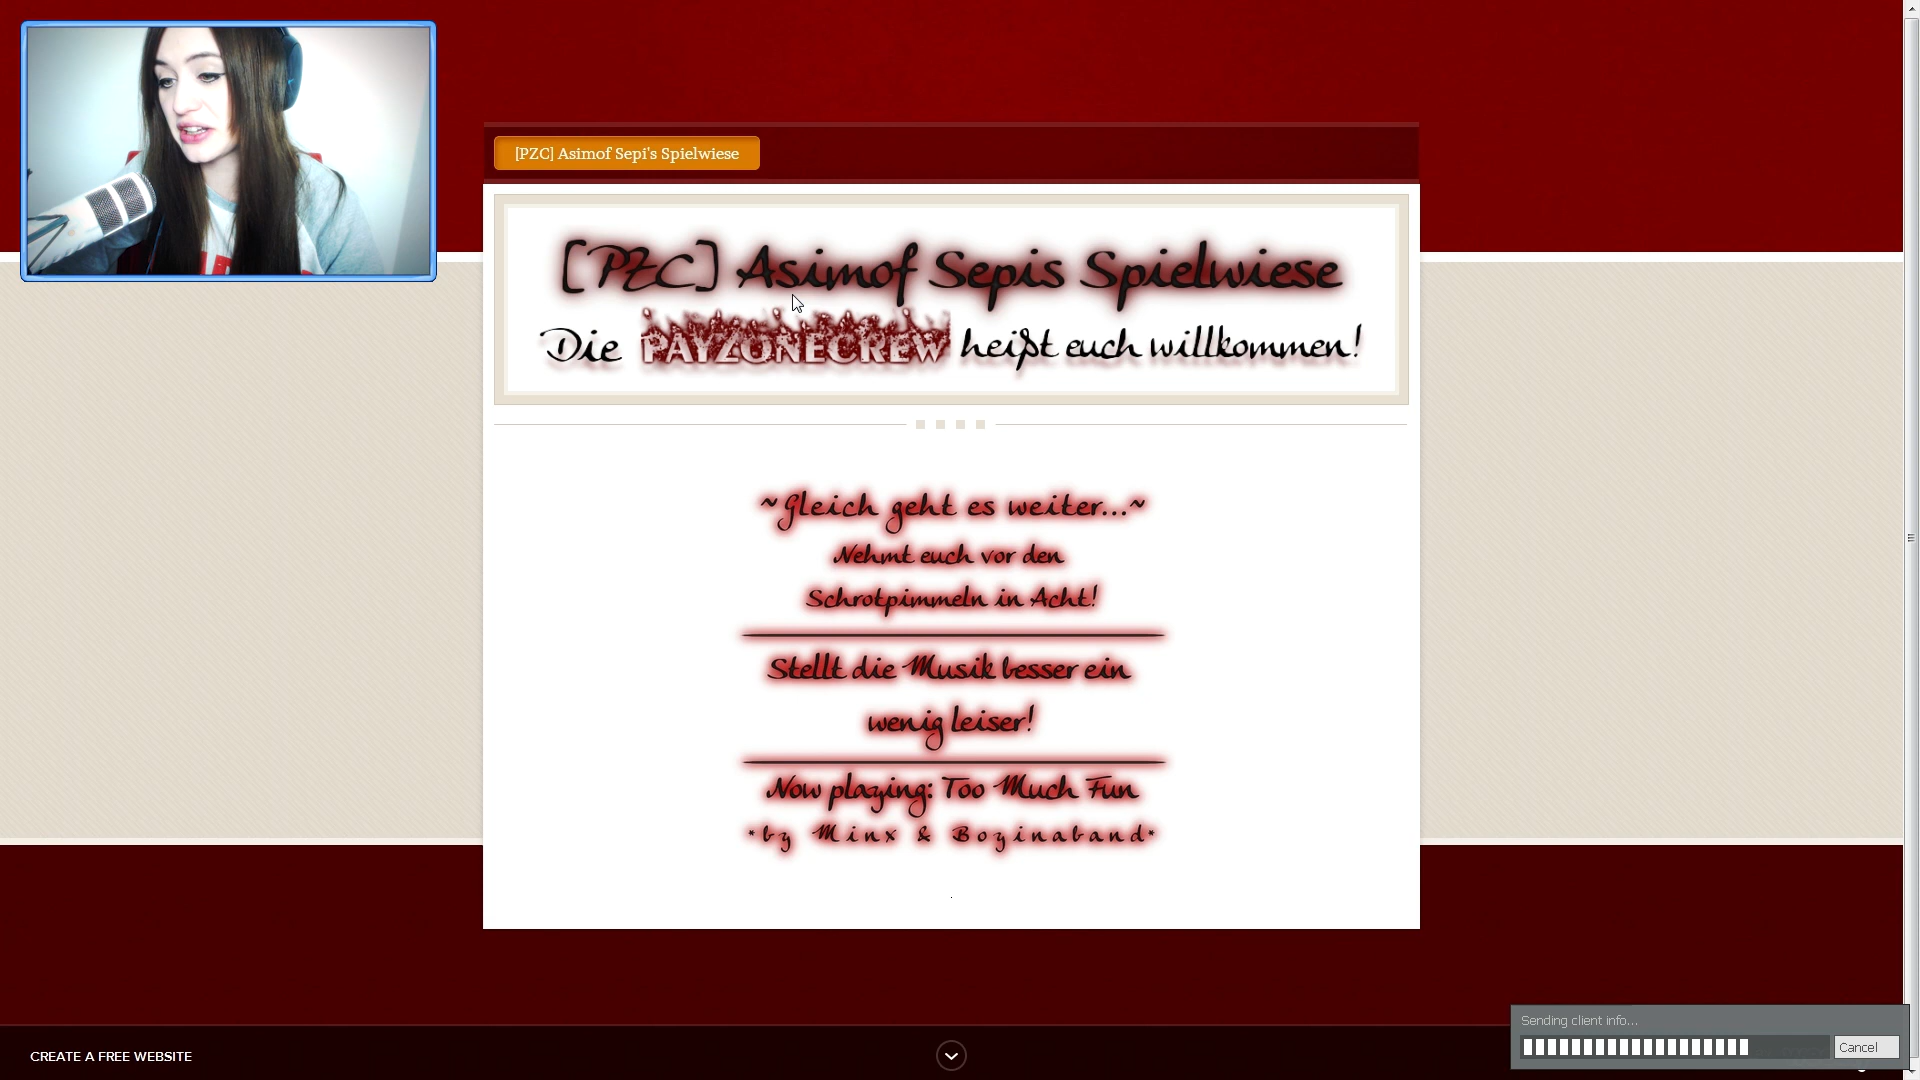 [PZC] Asimof Sepi's Spielwiese
[PZC] Asimof Sepis Spielwiese
Die PAYZONECREW heißt euch willkommen!
~Gleich geht es weiter...~
Nehmt euch vor den
Schrotpimmeln in Acht!
Stellt die Musik besser ein
wenig leiser!
Now playing: Too Much Fun
*by Minx & Boyinaband*
.
Sending client info...
Cancel
CREATE A FREE WEBSITE